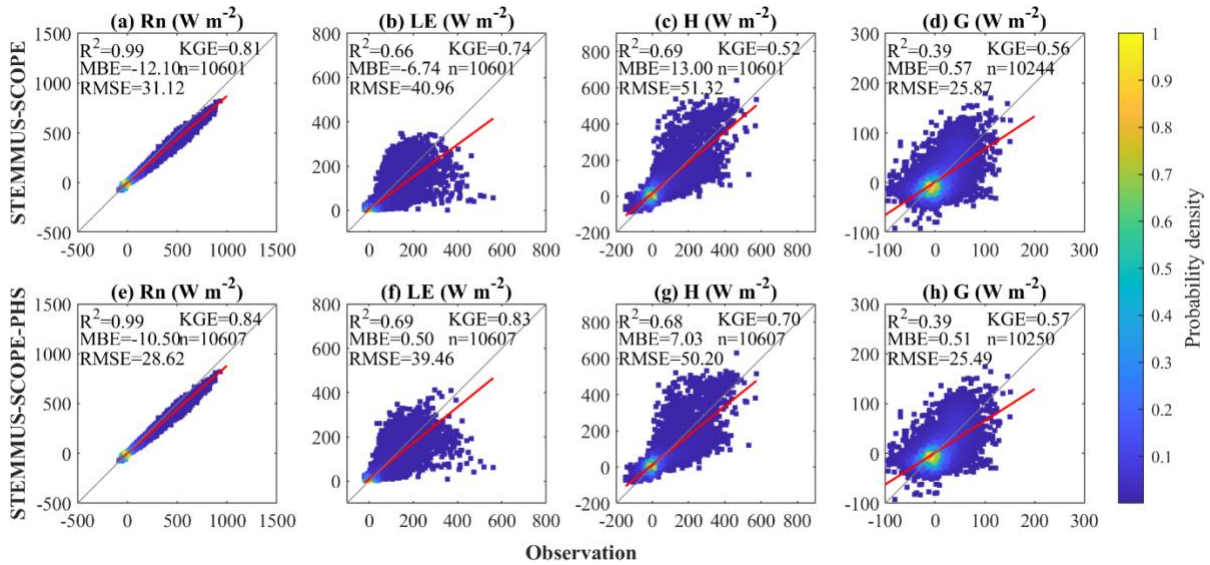 (a) Rn (W m⁻²) (b) LE (W m⁻²) (c) H (W m⁻²) (d) G (W m⁻²)
STEMMUS-SCOPE
R²=0.99 KGE=0.81
MBE=-12.10 n=10601
RMSE=31.12
1500
1000
500
0
-500
-500 0 500 1000 1500
R²=0.66 KGE=0.74
MBE=-6.74 n=10601
RMSE=40.96
800
600
400
200
0
0 200 400 600 800
R²=0.69 KGE=0.52
MBE=13.00 n=10601
RMSE=51.32
800
600
400
200
0
-200
0 200 400 600 800
R²=0.39 KGE=0.56
MBE=0.57 n=10244
RMSE=25.87
300
200
100
0
-100
-100 0 100 200 300
(e) Rn (W m⁻²) (f) LE (W m⁻²) (g) H (W m⁻²) (h) G (W m⁻²)
STEMMUS-SCOPE-PHS
R²=0.99 KGE=0.84
MBE=-10.50 n=10607
RMSE=28.62
1500
1000
500
0
-500
-500 0 500 1000 1500
R²=0.69 KGE=0.83
MBE=0.50 n=10607
RMSE=39.46
800
600
400
200
0
0 200 400 600 800
R²=0.68 KGE=0.70
MBE=7.03 n=10607
RMSE=50.20
800
600
400
200
0
-200
0 200 400 600 800
R²=0.39 KGE=0.57
MBE=0.51 n=10250
RMSE=25.49
300
200
100
0
-100
-100 0 100 200 300
Observation
1
0.9
0.8
0.7
0.6
0.5
0.4
0.3
0.2
0.1
Probability density